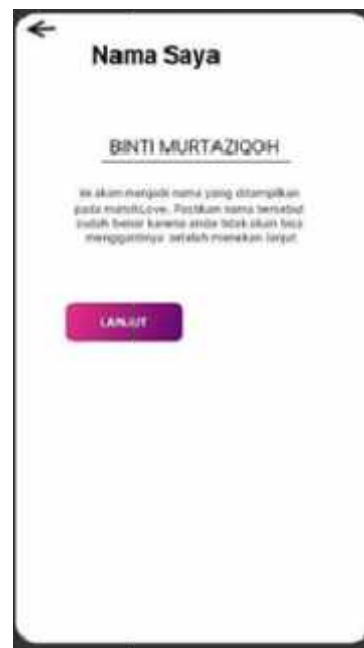 Nama Saya
BINTI MURTAZIQOH
Ini akan menjadi nama yang ditampilkan
pada matchLove. Pastikan nama tersebut
sudah benar karena anda tidak akan bisa
menggantinya setelah menekan lanjut
LANJUT